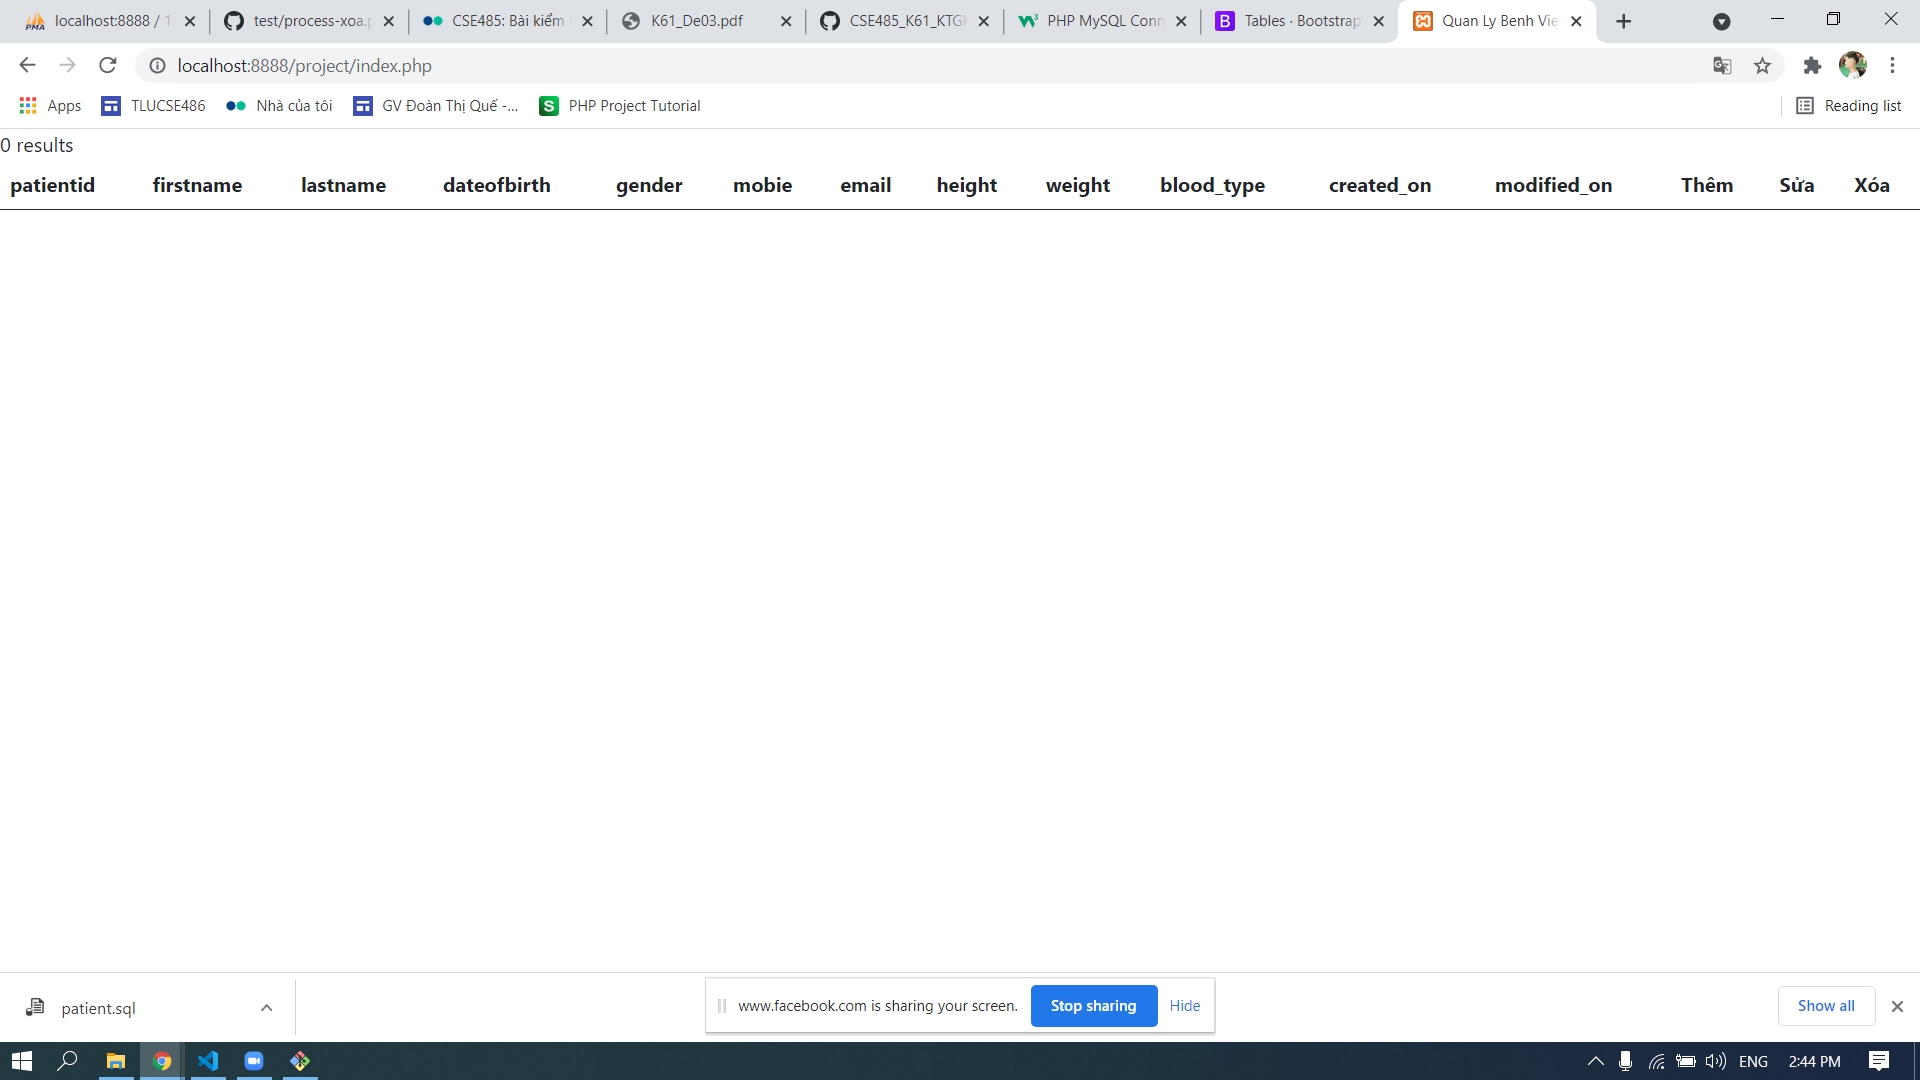 localhost:8888 / 1
test/process-xoa.p
CSE485: Bài kiểm
K61_De03.pdf
CSE485_K61_KTGK
PHP MySQL Conn
Tables · Bootstrap
Quan Ly Benh Vie
localhost:8888/project/index.php
Apps
TLUCSE486
Nhà của tôi
GV Đoàn Thị Quế -...
PHP Project Tutorial
Reading list
0 results
patientid firstname lastname dateofbirth gender mobie email height weight blood_type created_on modified_on Thêm Sửa Xóa
patient.sql
www.facebook.com is sharing your screen.
Stop sharing
Hide
Show all
ENG
2:44 PM